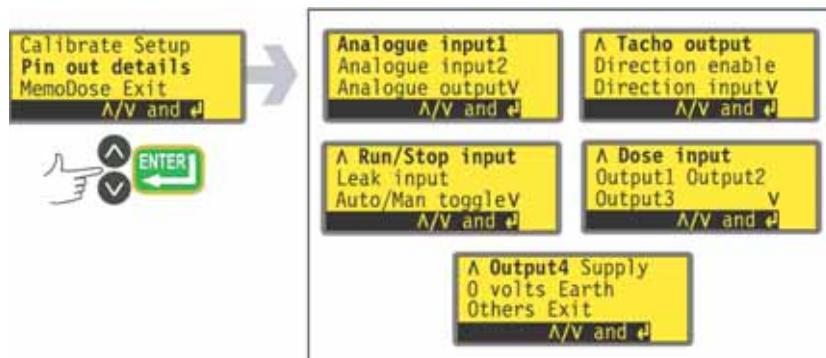 Calibrate Setup
Pin out details
MemoDose Exit
Λ/V and ↵
ENTER
Analogue input1
Analogue input2
Analogue outputV
Λ/V and ↵
Λ Tacho output
Direction enable
Direction inputV
Λ/V and ↵
Λ Run/Stop input
Leak input
Auto/Man toggleV
Λ/V and ↵
Λ Dose input
Output1 Output2
Output3 V
Λ/V and ↵
Λ Output4 Supply
0 volts Earth
Others Exit
Λ/V and ↵